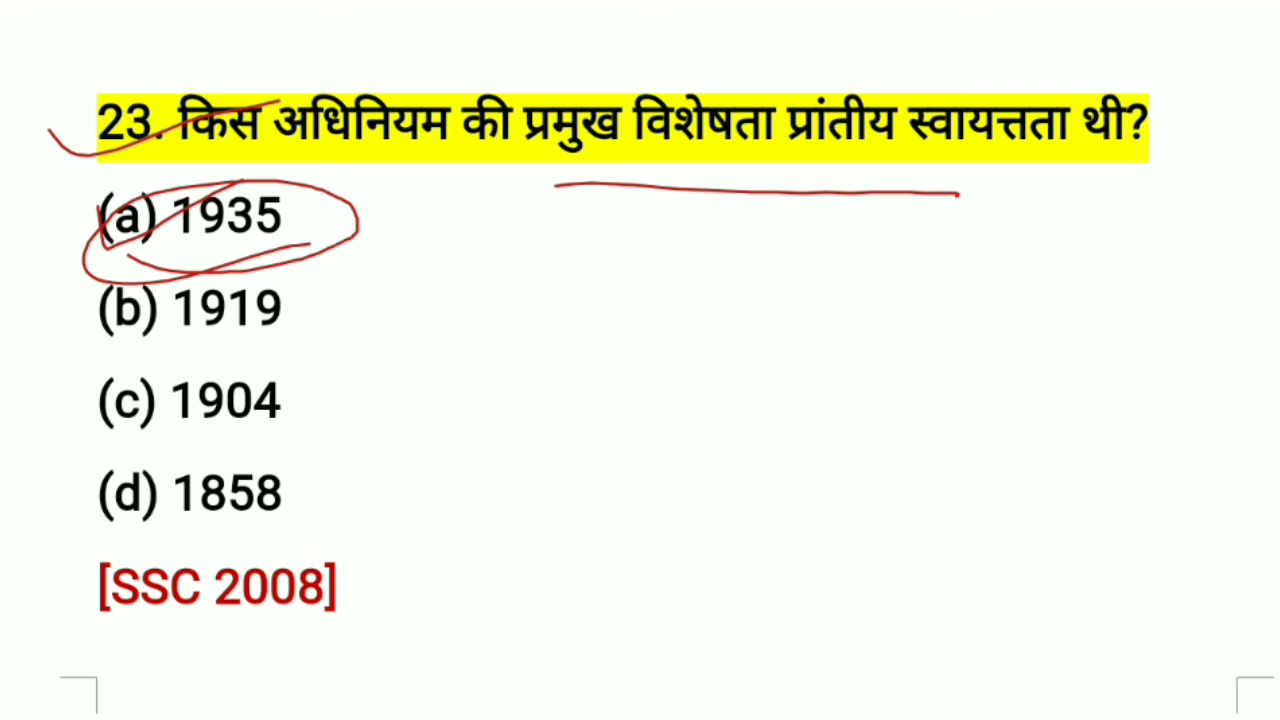 23. किस अधिनियम की प्रमुख विशेषता प्रांतीय स्वायत्तता थी?
(a) 1935
(b) 1919
(c) 1904
(d) 1858
[SSC 2008]